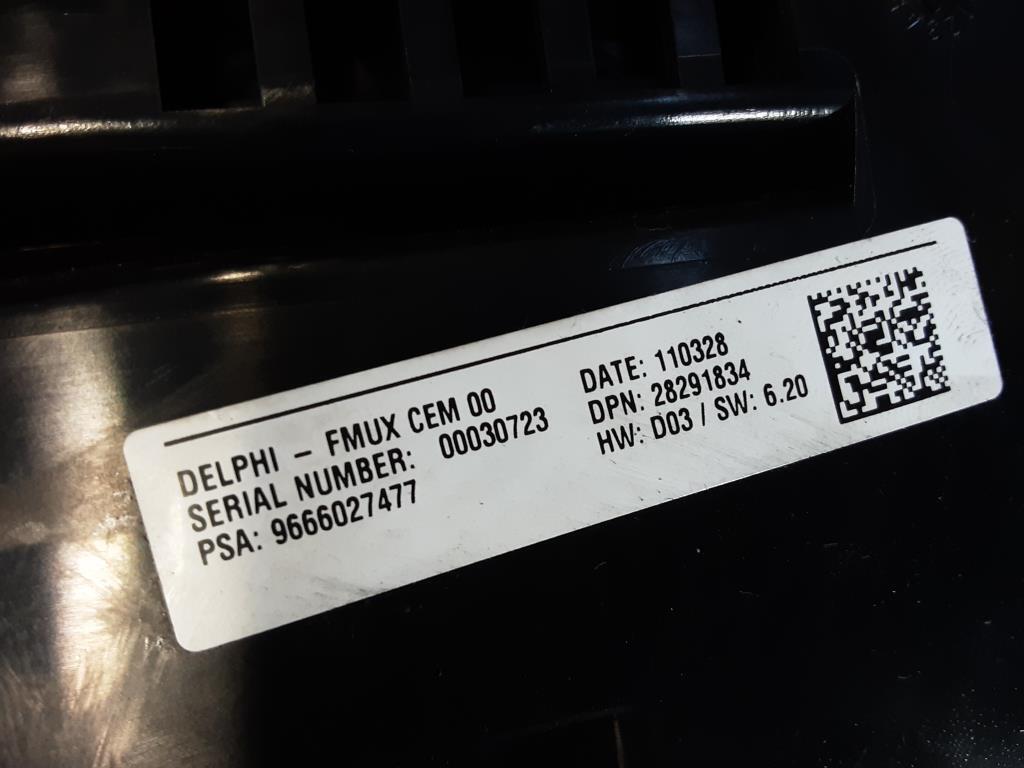 DELPHI – FMUX CEM 00
SERIAL NUMBER: 00030723
PSA: 9666027477
DATE: 110328
DPN: 28291834
HW: D03 / SW: 6.20